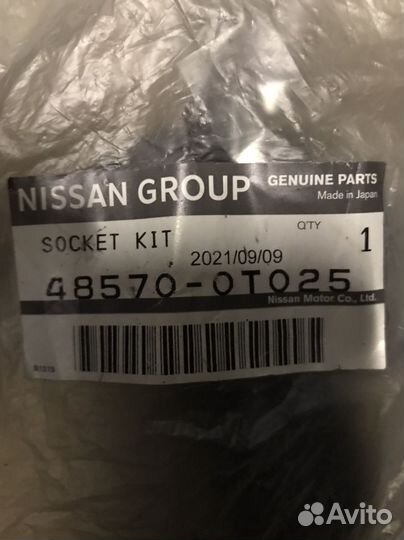 NISSAN GROUP GENUINE PARTS
Made in Japan
SOCKET KIT Q'TY 1
2021/09/09
48570-0T025
Nissan Motor Co., Ltd.
Avito